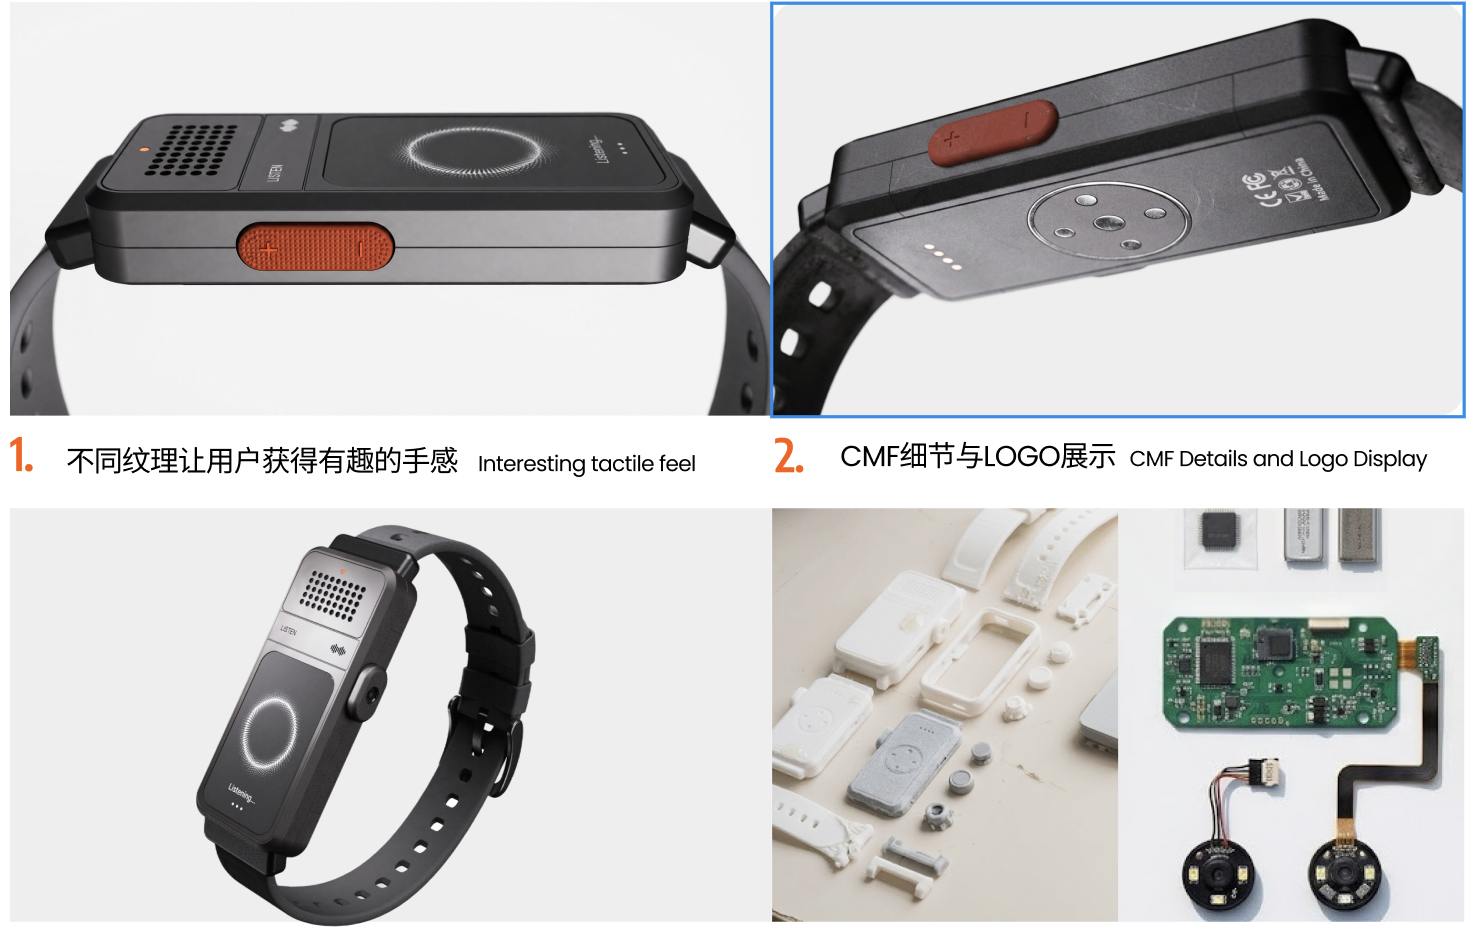 LISTEN
Listening...
+ -
CE FC
Made in China
1. 不同纹理让用户获得有趣的手感 Interesting tactile feel
2. CMF细节与LOGO展示 CMF Details and Logo Display
LISTEN
Listening...